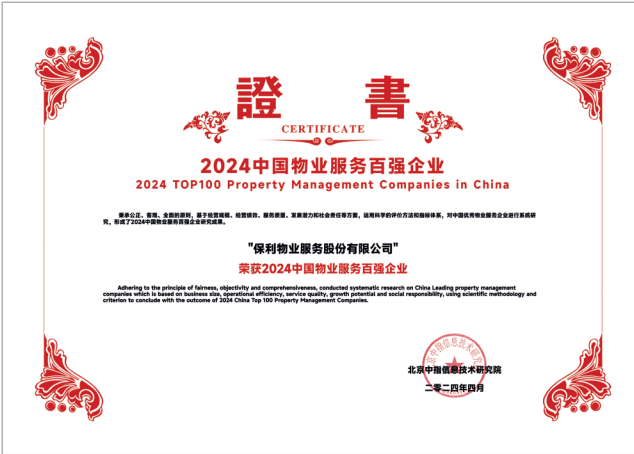 證 書
CERTIFICATE
2024中国物业服务百强企业
2024 TOP100 Property Management Companies in China
秉承公正、客观、全面的原则，基于经营规模、经营绩效、服务质量、发展潜力和社会责任等方面，运用科学的评价方法和指标体系，对中国优秀物业服务企业进行系统研
究，形成了2024中国物业服务百强企业研究成果。
"保利物业服务股份有限公司"
荣获2024中国物业服务百强企业
Adhering to the principle of fairness, objectivity and comprehensiveness, conducted systematic research on China Leading property management
companies which is based on business size, operational efficiency, service quality, growth potential and social responsibility, using scientific methodology and
criterion to conclude with the outcome of 2024 China Top 100 Property Management Companies.
北京中指信息技术研究院
二零二四年四月